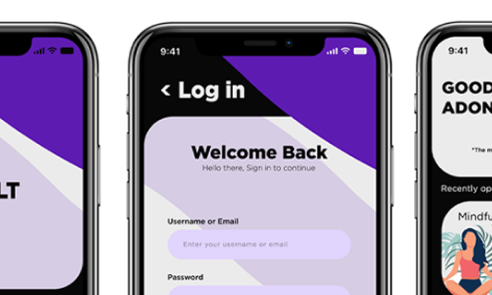 LT
9:41
< Log in
Welcome Back
Hello there, Sign in to continue
Username or Email
Enter your username or email
Password
9:41
GOOD
ADON
"The m
Recently op
Mindfu